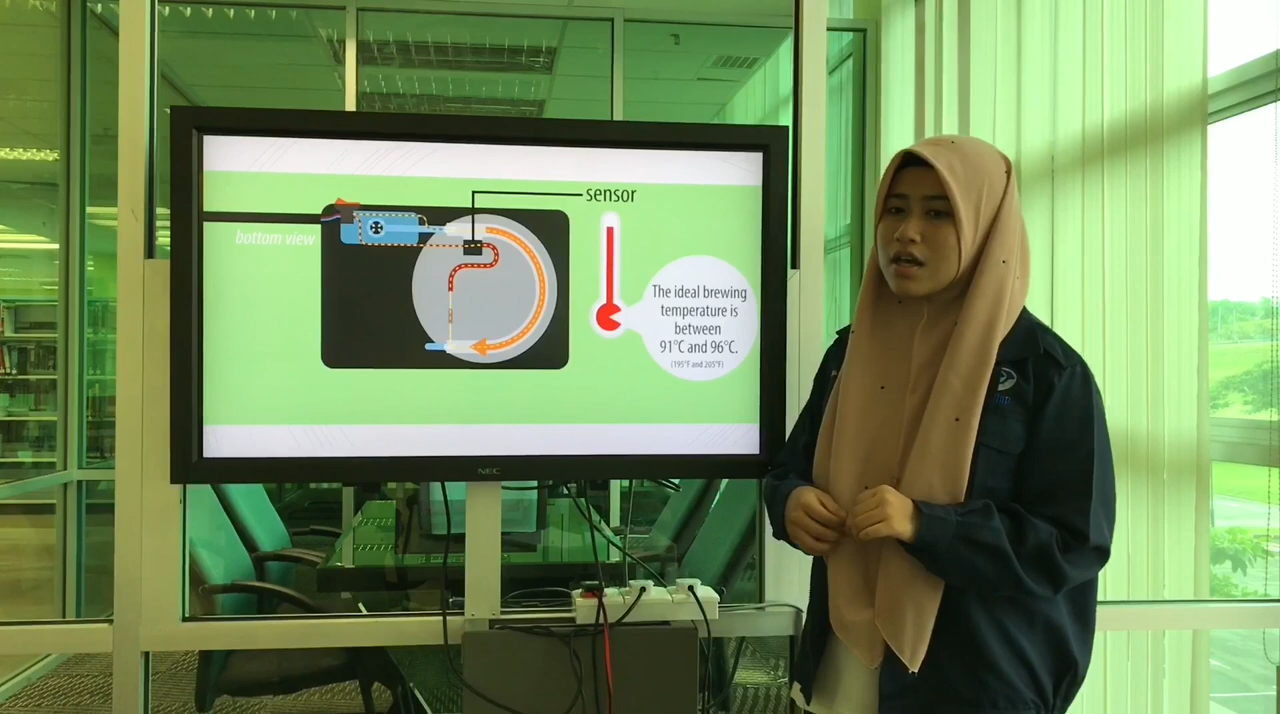 sensor
bottom view
The ideal brewing
temperature is
between
91°C and 96°C.
(195°F and 205°F)
NEC